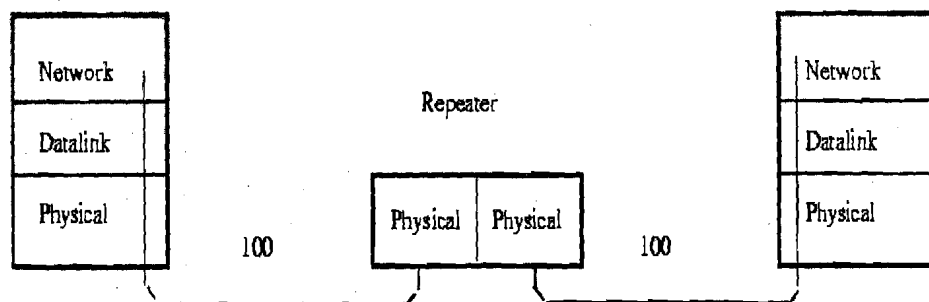 Network
Datalink
Physical
100
Repeater
Physical Physical
100
Network
Datalink
Physical